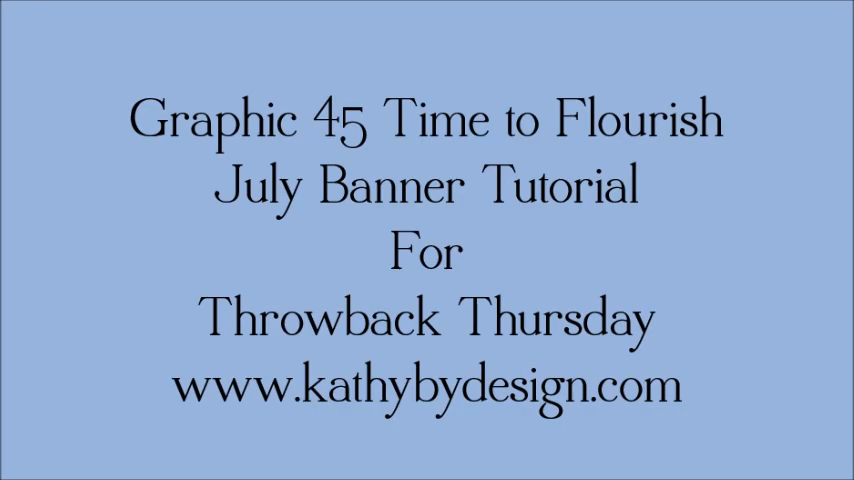 Graphic 45 Time to Flourish
July Banner Tutorial
For
Throwback Thursday
www.kathybydesign.com